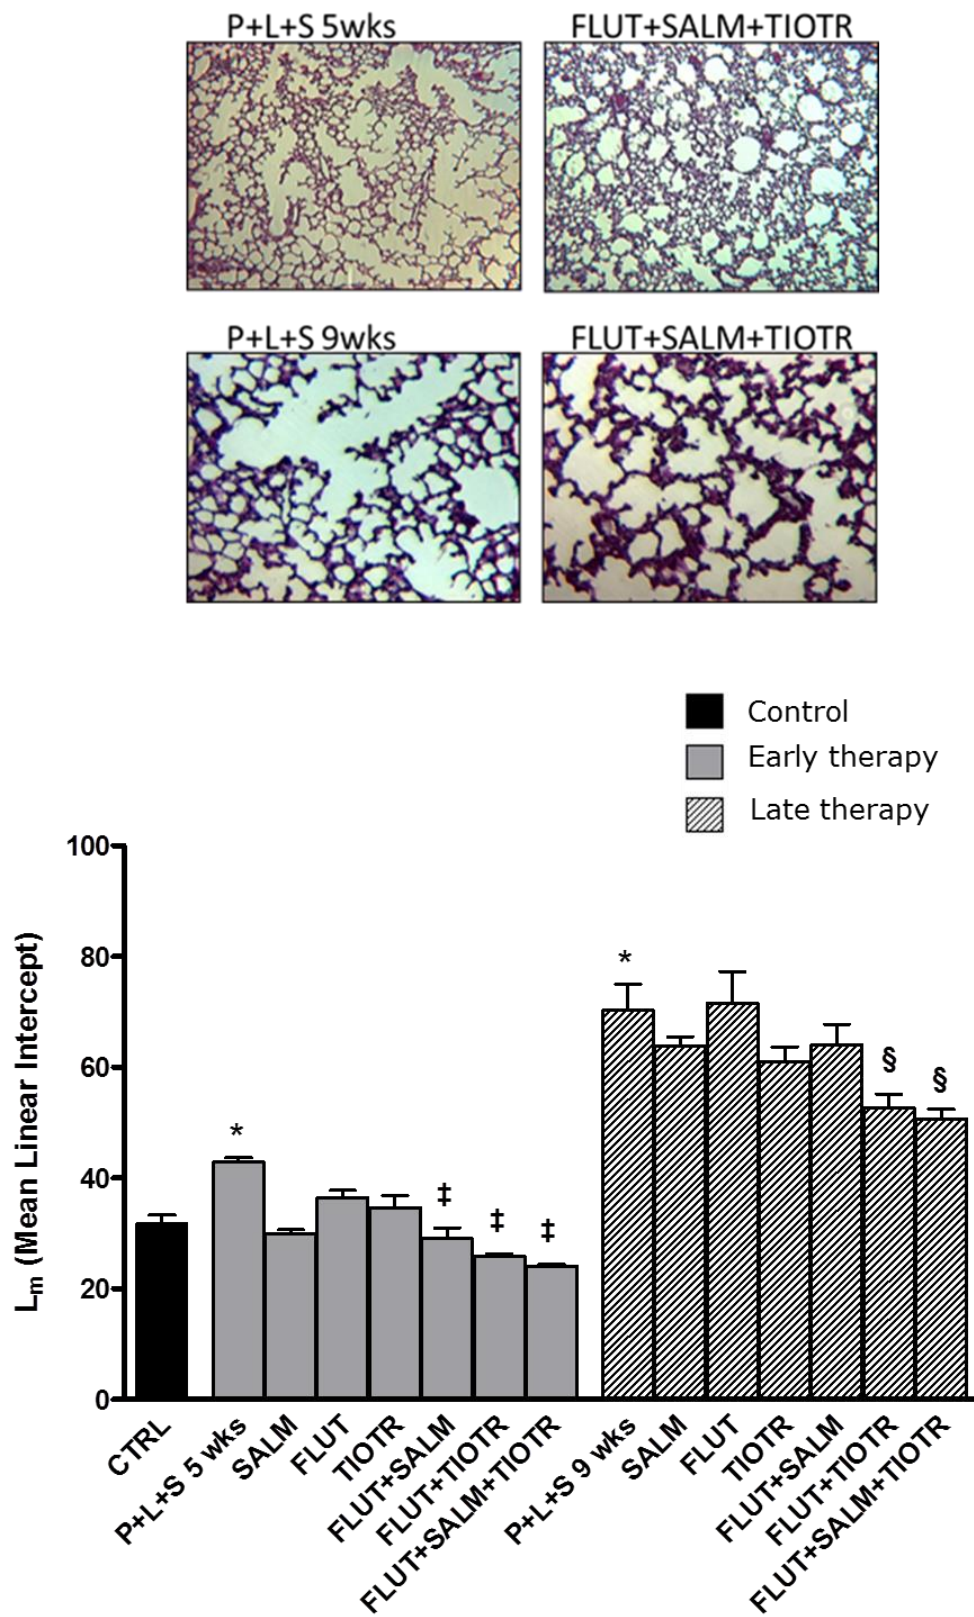 P+L+S 5wks
FLUT+SALM+TIOTR
P+L+S 9wks
FLUT+SALM+TIOTR
Control
Early therapy
Late therapy
Lm (Mean Linear Intercept)
100
80
60
40
20
0
*
‡
‡
‡
*
§
§
CTRL
P+L+S 5 wks
SALM
FLUT
TIOTR
FLUT+SALM
FLUT+TIOTR
FLUT+SALM+TIOTR
P+L+S 9 wks
SALM
FLUT
TIOTR
FLUT+SALM
FLUT+TIOTR
FLUT+SALM+TIOTR